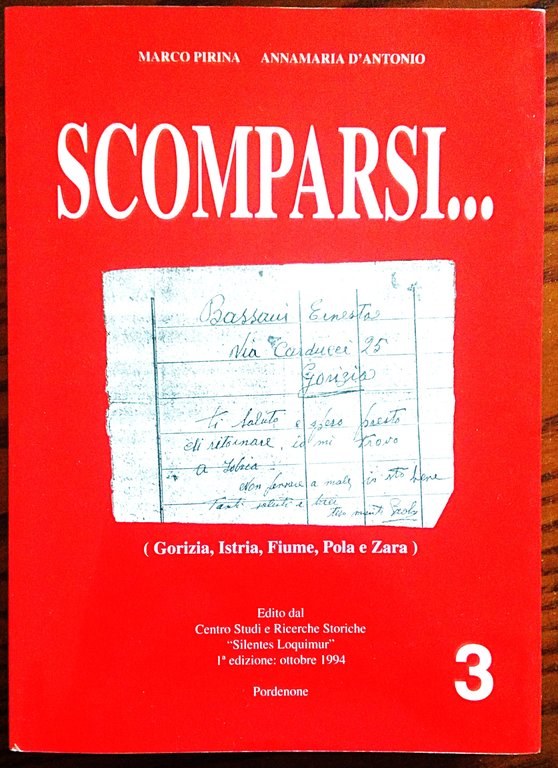 MARCO PIRINA ANNAMARIA D'ANTONIO
SCOMPARSI...
Bassani Ernesta
Via Carducci 25
Gorizia
ti saluto e spero presto
di ritornare, io mi trovo
a
Non pensare a male, io sto bene
Tanti saluti e baci
tuo
( Gorizia, Istria, Fiume, Pola e Zara )
Edito dal
Centro Studi e Ricerche Storiche
“Silentes Loquimur”
1ª edizione: ottobre 1994
Pordenone
3